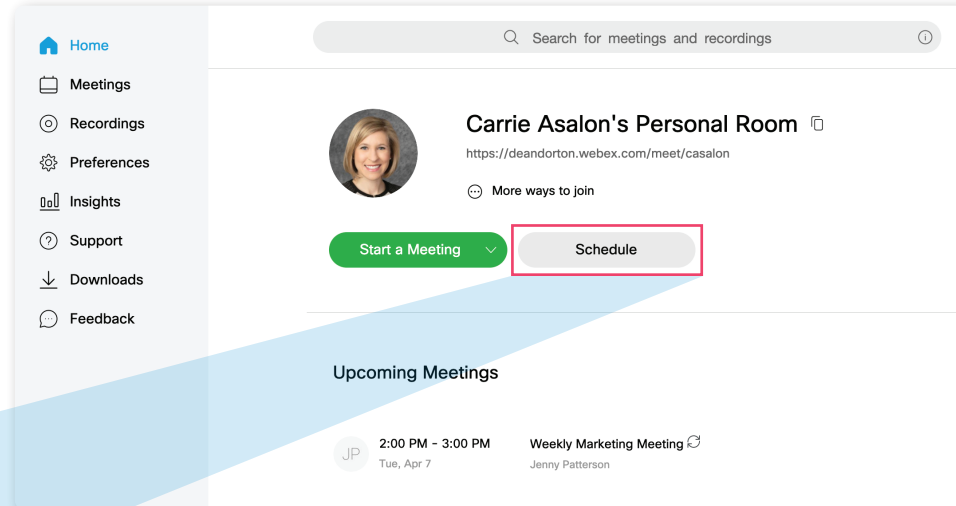 Home
Meetings
Recordings
Preferences
Insights
Support
Downloads
Feedback
Search for meetings and recordings
Carrie Asalon's Personal Room
https://deandorton.webex.com/meet/casalon
More ways to join
Start a Meeting
Schedule
Upcoming Meetings
JP
2:00 PM - 3:00 PM
Weekly Marketing Meeting
Tue, Apr 7
Jenny Patterson